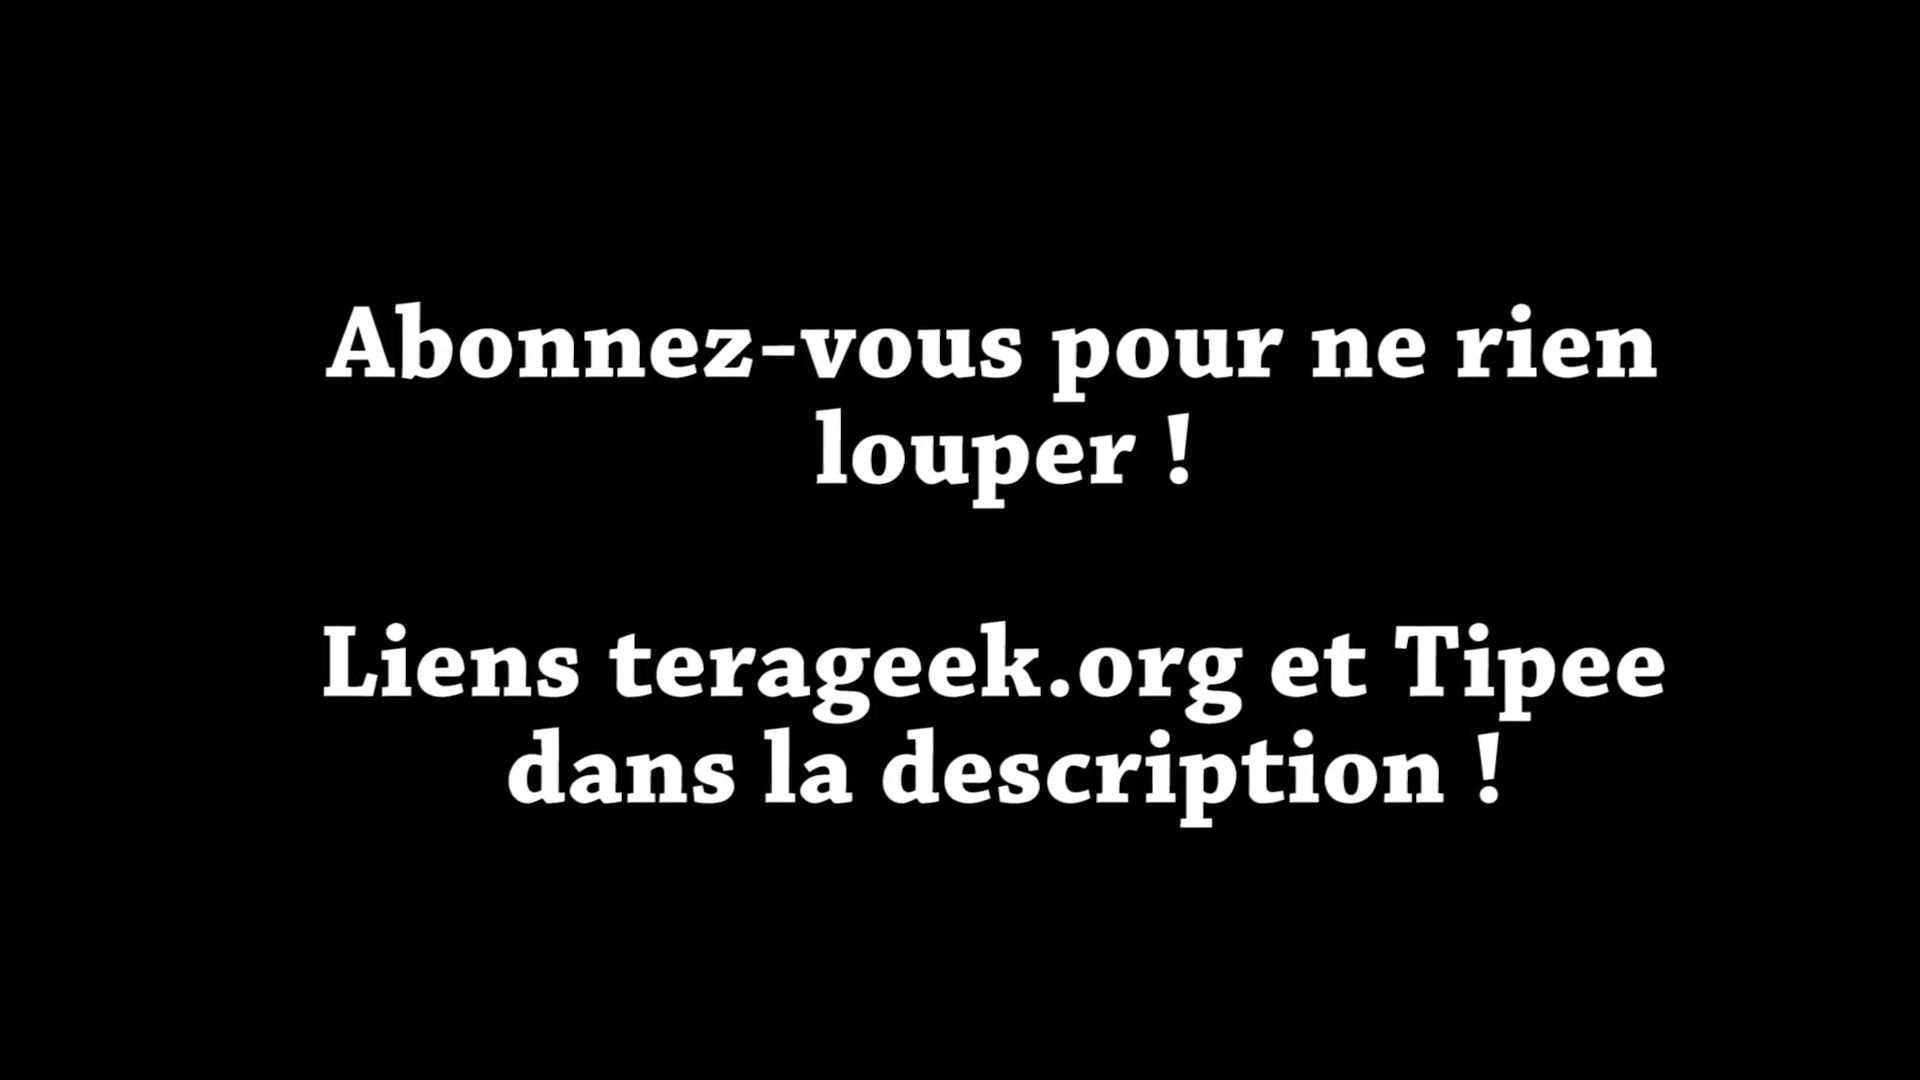 Abonnez-vous pour ne rien
louper !
Liens terageek.org et Tipee
dans la description !